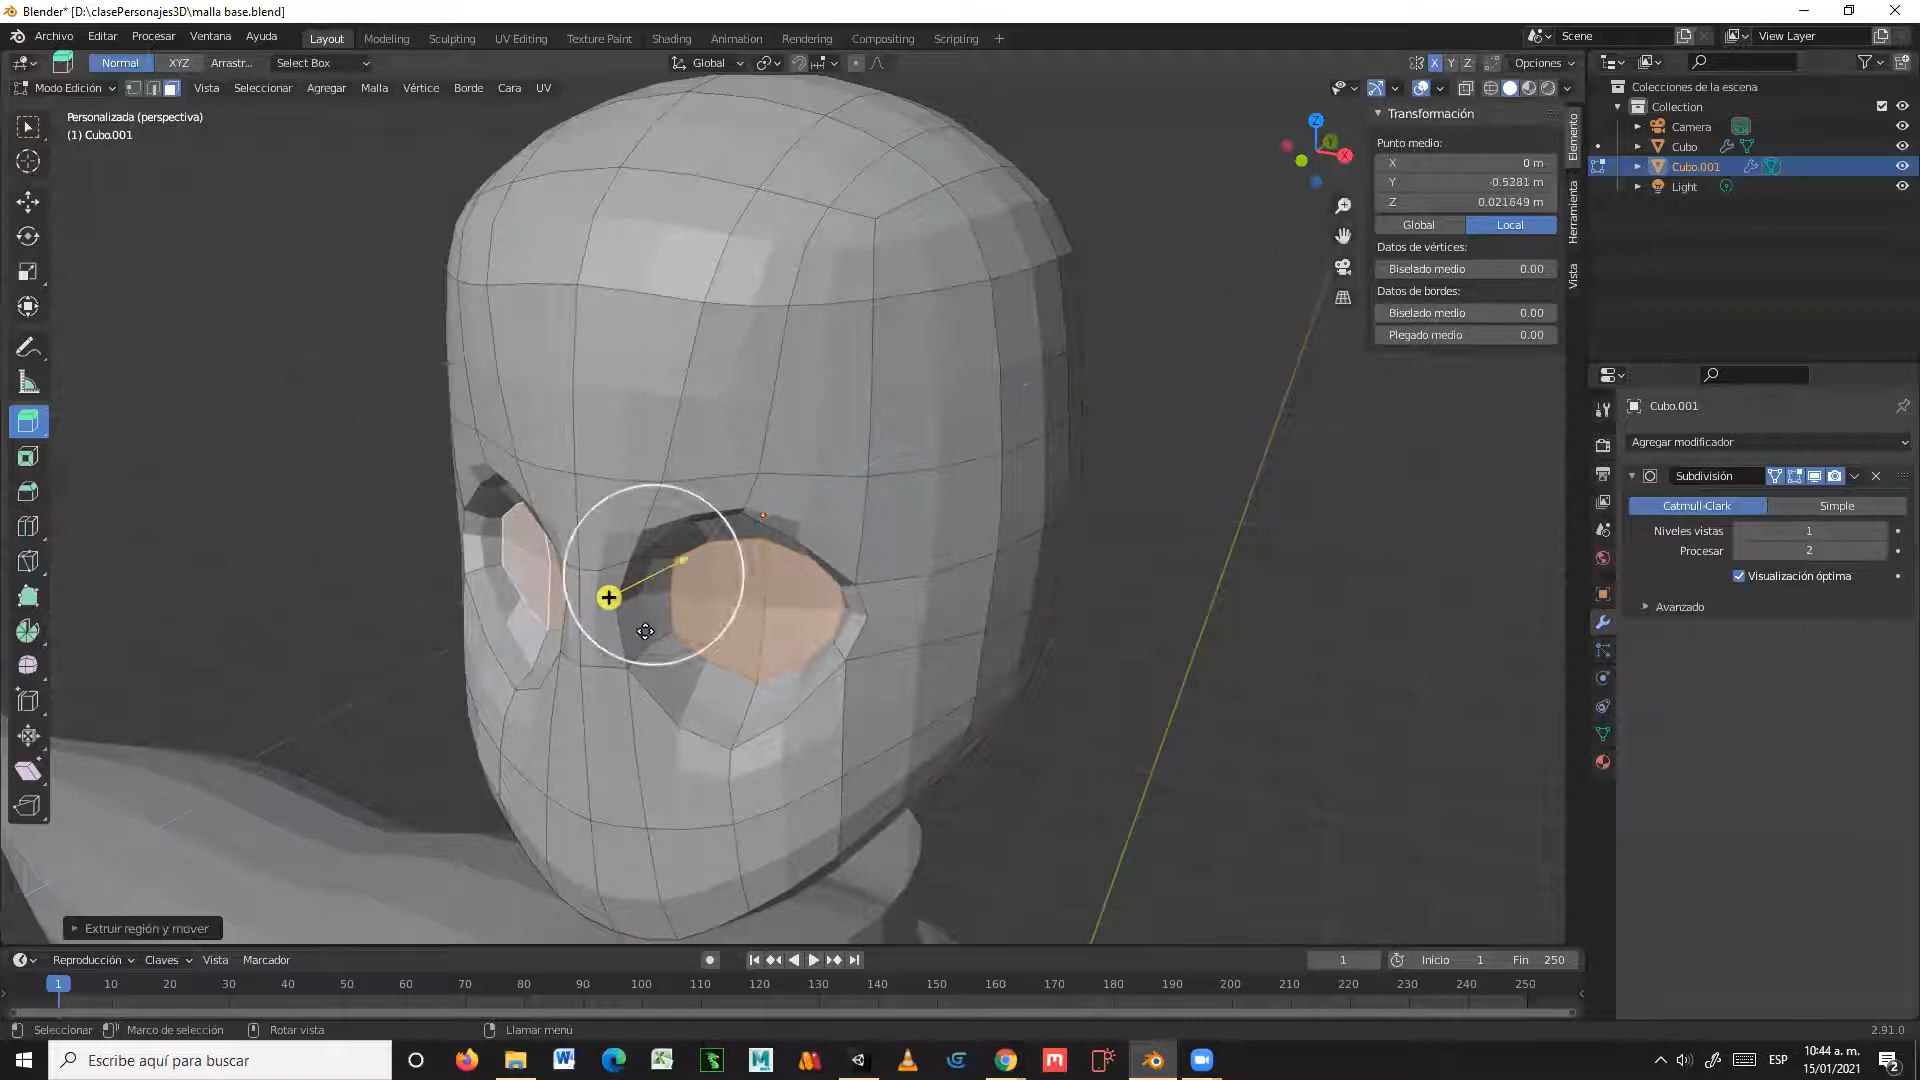 Blender* [D:\clasePersonajes3D\malla base.blend]
Archivo Editar Procesar Ventana Ayuda
Layout Modeling Sculpting UV Editing Texture Paint Shading Animation Rendering Compositing Scripting +
Scene
View Layer
Normal XYZ Arrastr... Select Box
Global
X Y Z Opciones
Modo Edición Vista Seleccionar Agregar Malla Vértice Borde Cara UV
Personalizada (perspectiva)
(1) Cubo.001
Z
Y
X
Transformación
Punto medio:
X 0 m
Y -0.5281 m
Z 0.021649 m
Global Local
Datos de vértices:
Biselado medio 0.00
Datos de bordes:
Biselado medio 0.00
Plegado medio 0.00
Elemento
Herramienta
Vista
Colecciones de la escena
Collection
Camera
Cubo
Cubo.001
Light
Cubo.001
Agregar modificador
Subdivisión
Catmull-Clark Simple
Niveles vistas 1
Procesar 2
Visualización óptima
Avanzado
Extruir región y mover
Reproducción Claves Vista Marcador
1
Inicio 1 Fin 250
1 10 20 30 40 50 60 70 80 90 100 110 120 130 140 150 160 170 180 190 200 210 220 230 240 250
Seleccionar Marco de selección Rotar vista Llamar menú
2.91.0
Escribe aquí para buscar
ESP
10:44 a. m.
15/01/2021
2